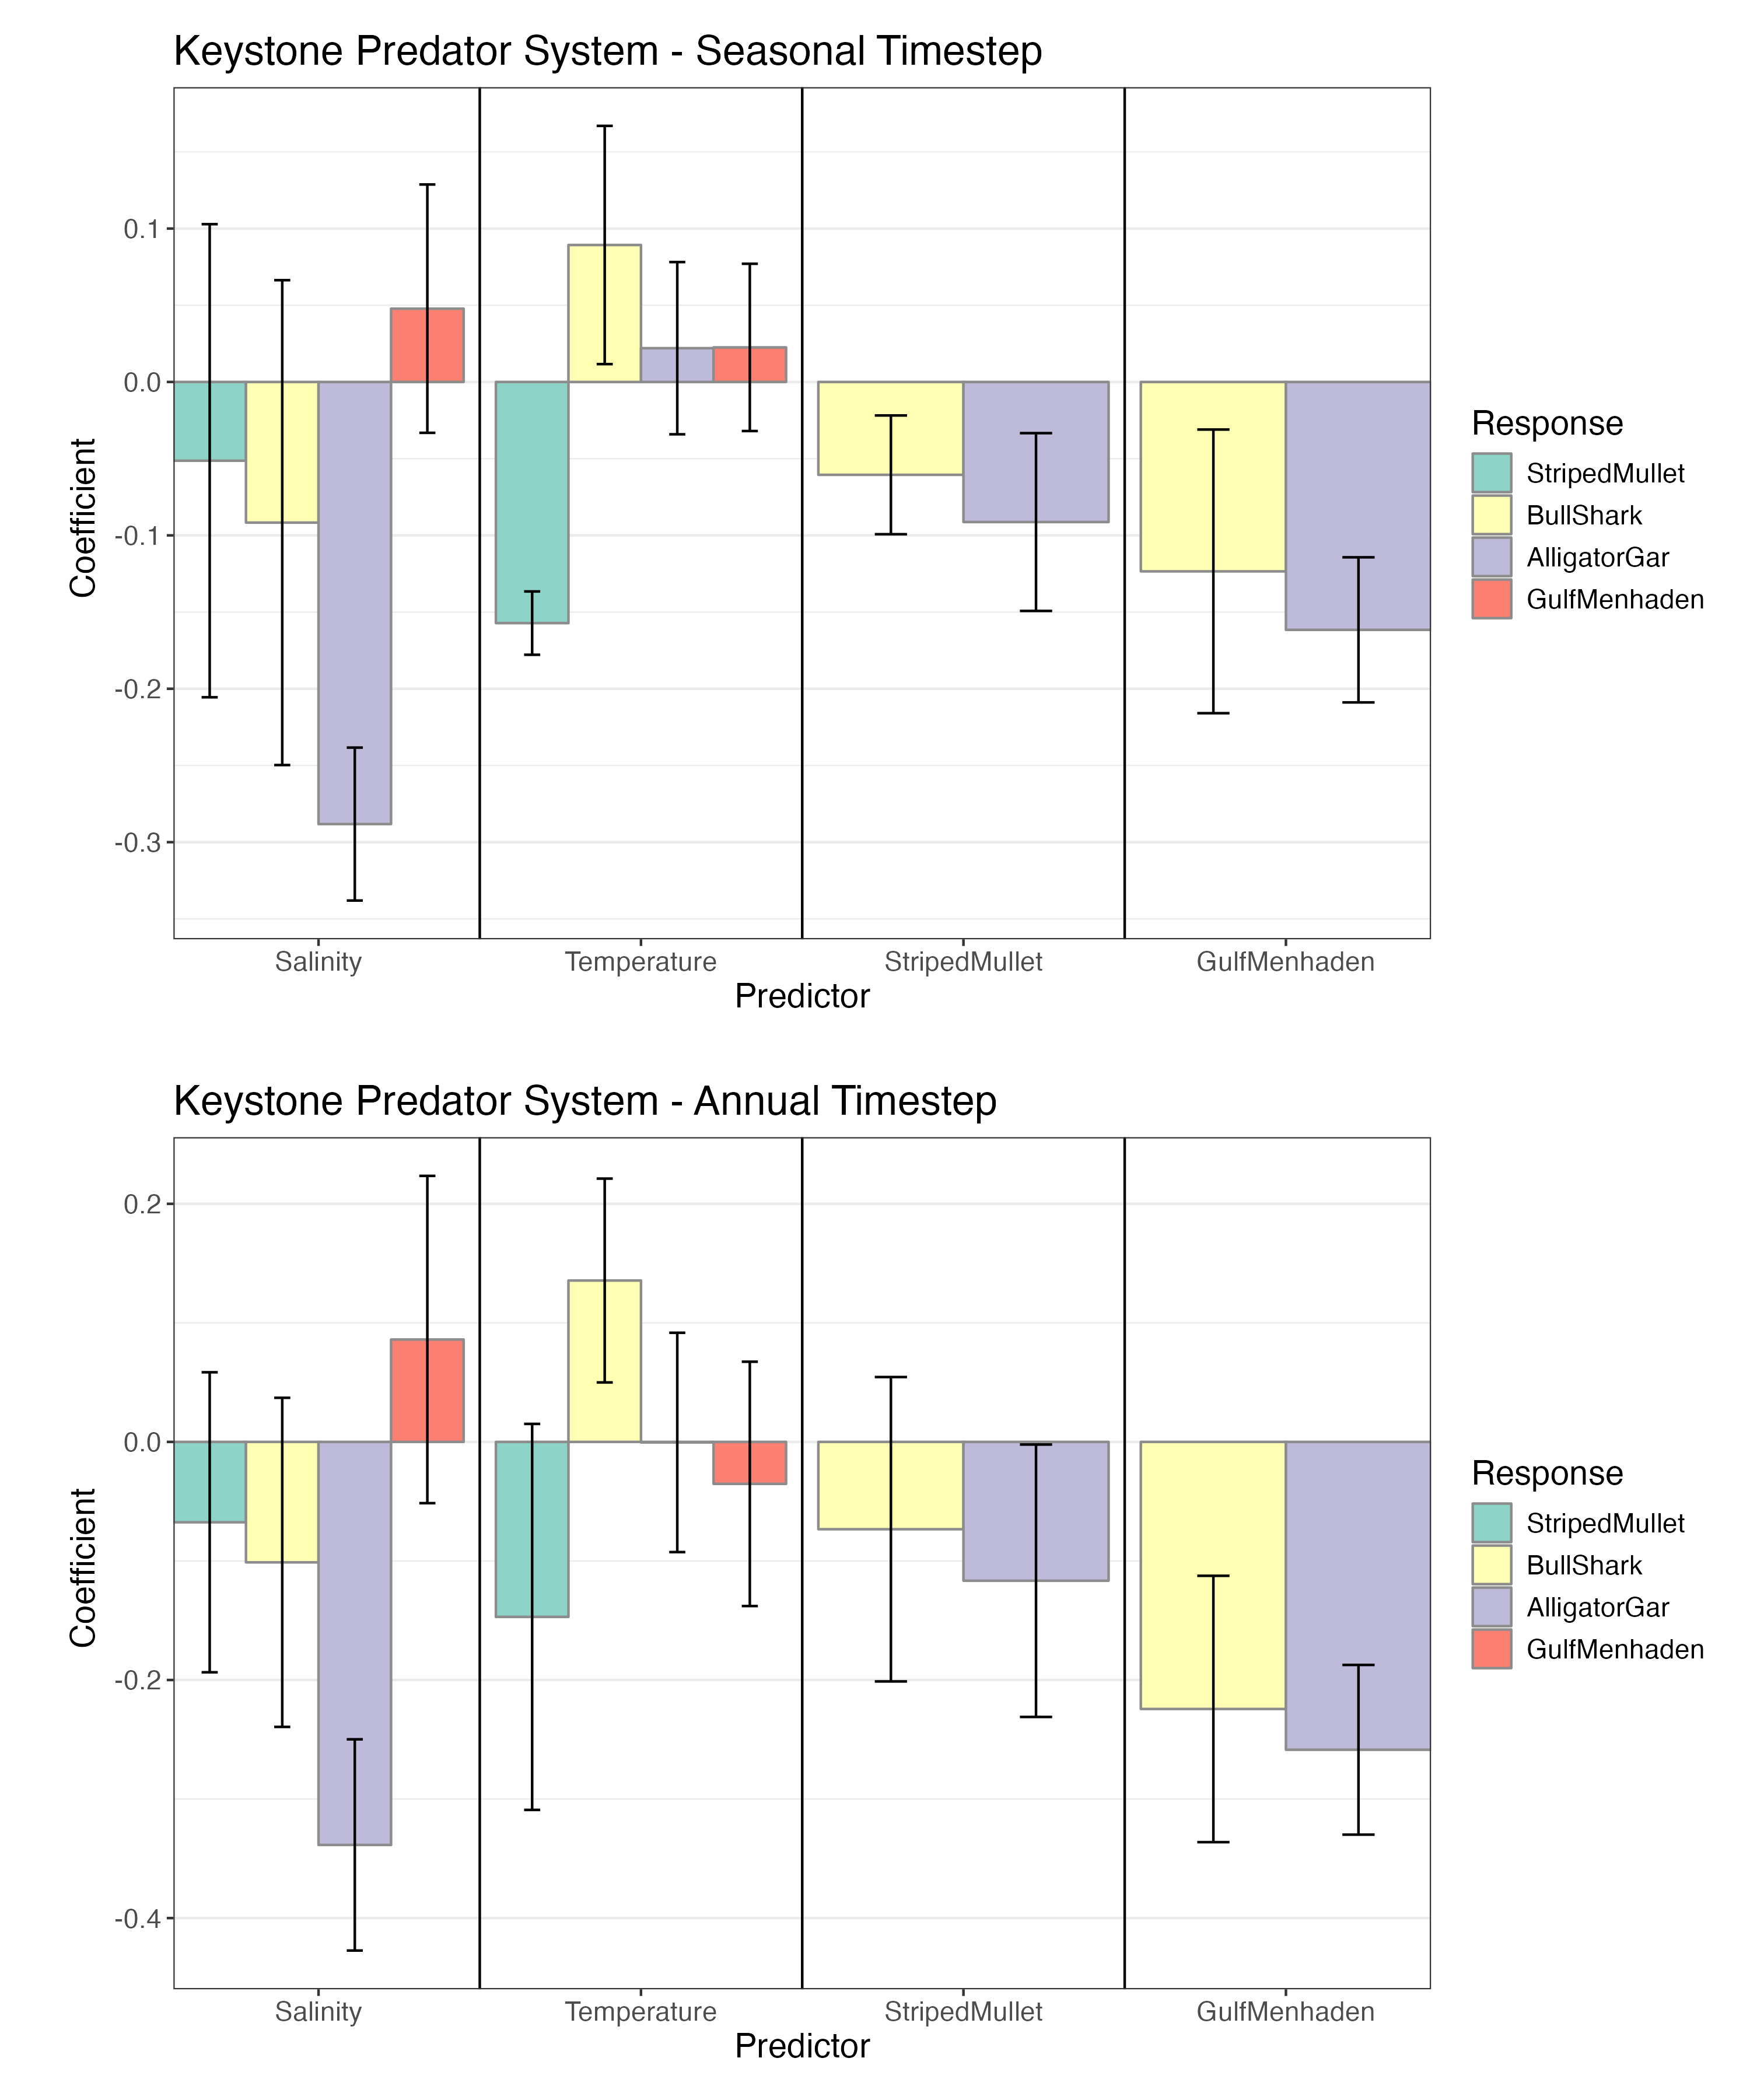 Keystone Predator System - Seasonal Timestep
0.1
0.0
-0.1
-0.2
-0.3
Coefficient
Salinity Temperature StripedMullet GulfMenhaden
Predictor
Response
StripedMullet
BullShark
AlligatorGar
GulfMenhaden
Keystone Predator System - Annual Timestep
0.2
0.0
-0.2
-0.4
Coefficient
Salinity Temperature StripedMullet GulfMenhaden
Predictor
Response
StripedMullet
BullShark
AlligatorGar
GulfMenhaden